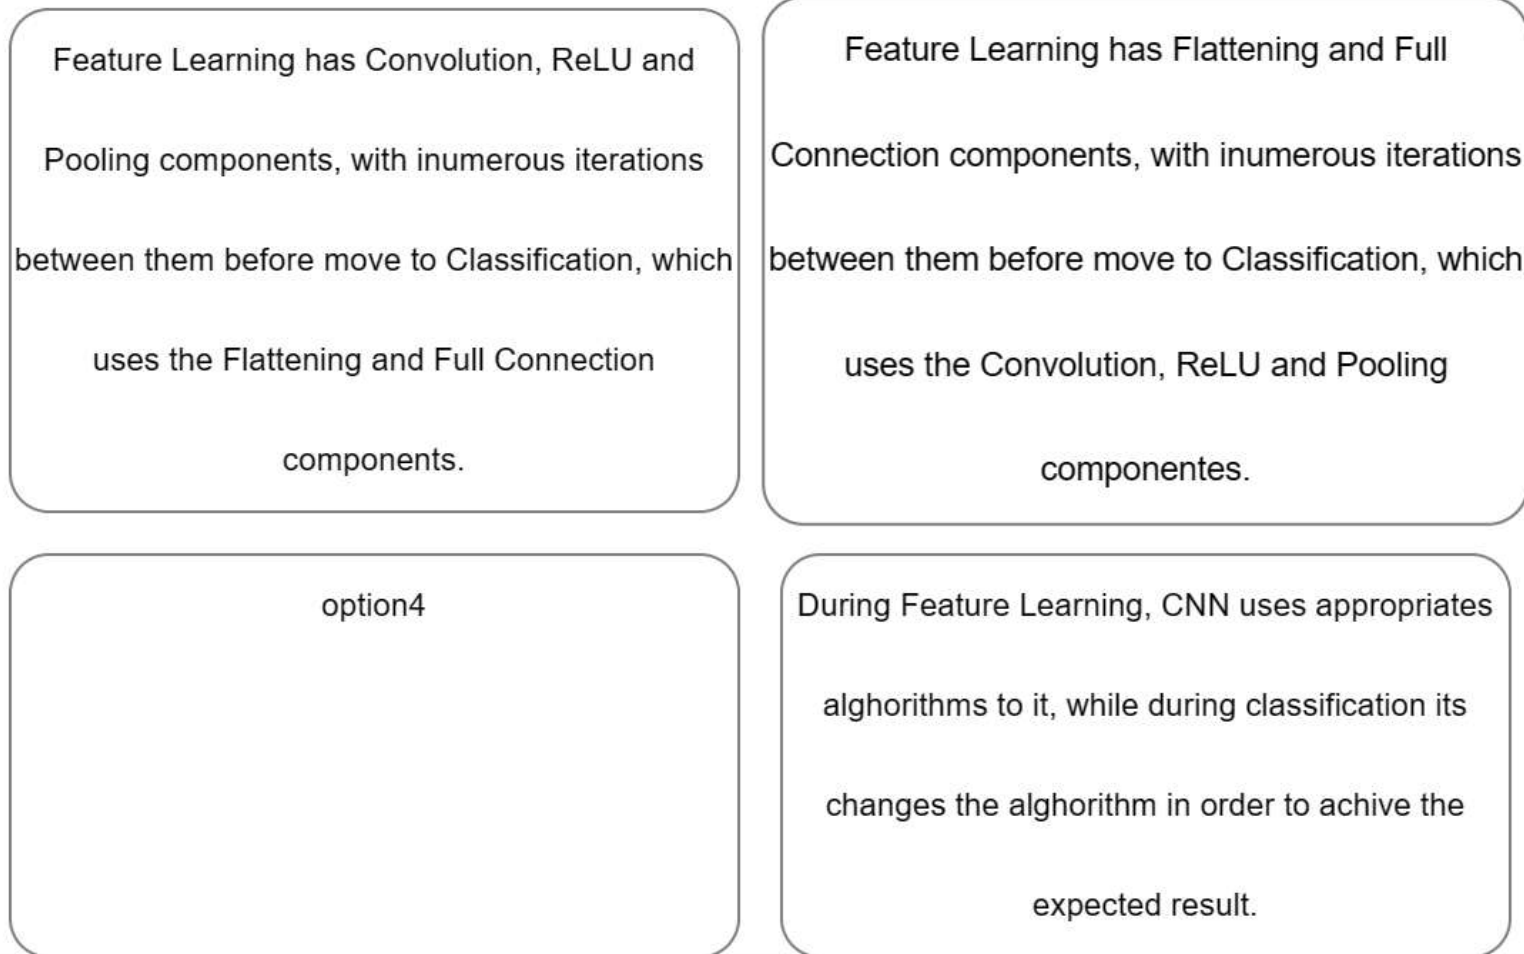 Feature Learning has Convolution, ReLU and
Pooling components, with inumerous iterations
between them before move to Classification, which
uses the Flattening and Full Connection
components.
Feature Learning has Flattening and Full
Connection components, with inumerous iterations
between them before move to Classification, which
uses the Convolution, ReLU and Pooling
componentes.
option4
During Feature Learning, CNN uses appropriates
alghorithms to it, while during classification its
changes the alghorithm in order to achive the
expected result.